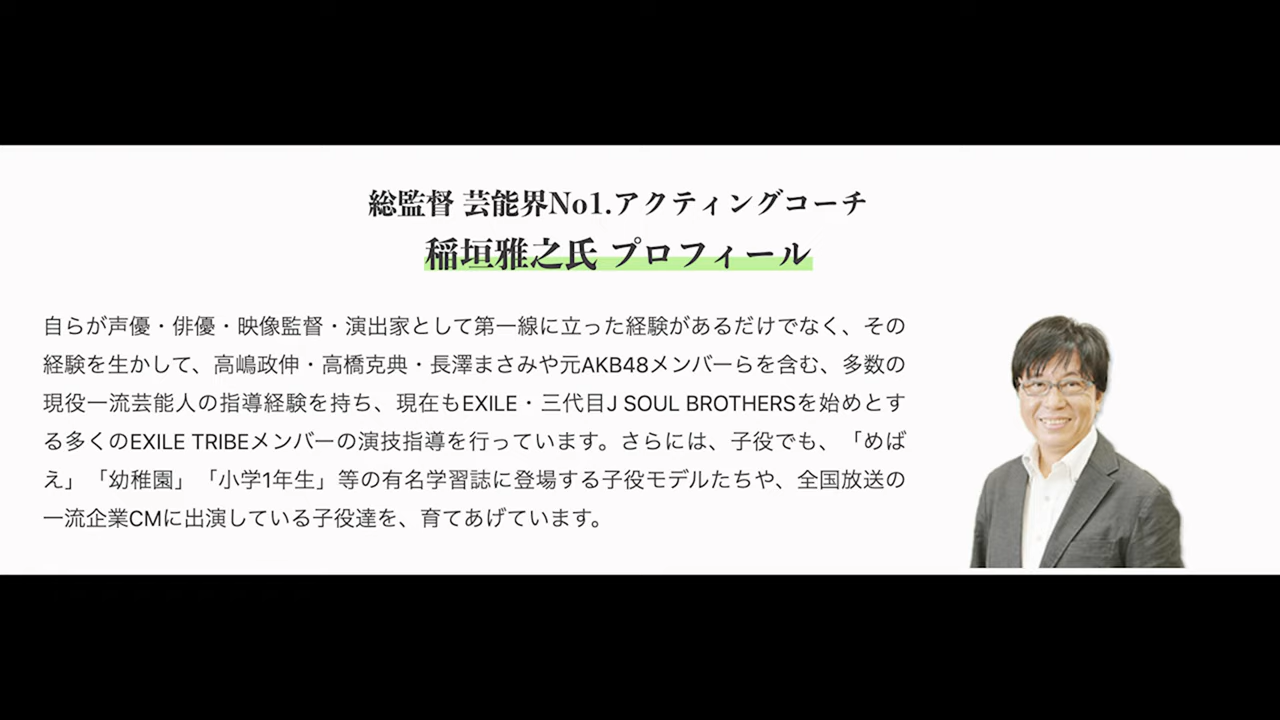 総監督 芸能界No1.アクティングコーチ
稲垣雅之氏 プロフィール
自らが声優・俳優・映像監督・演出家として第一線に立った経験があるだけでなく、その
経験を生かして、高嶋政伸・高橋克典・長澤まさみや元AKB48メンバーらを含む、多数の
現役一流芸能人の指導経験を持ち、現在もEXILE・三代目J SOUL BROTHERSを始めとす
る多くのEXILE TRIBEメンバーの演技指導を行っています。さらには、子役でも、「めば
え」「幼稚園」「小学1年生」等の有名学習誌に登場する子役モデルたちや、全国放送の
一流企業CMに出演している子役達を、育てあげています。